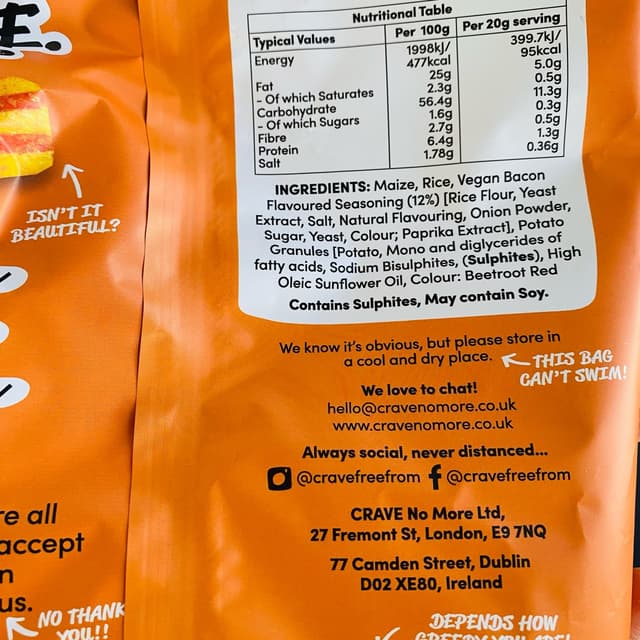 E.
ISN'T IT
BEAUTIFUL?
re all
accept
n
us.
NO THANK
YOU!!
Nutritional Table
Typical Values Per 100g Per 20g serving
Energy 1998kJ/ 399.7kJ/
477kcal 95kcal
Fat 25g 5.0g
- Of which Saturates 2.3g 0.5g
Carbohydrate 56.4g 11.3g
- Of which Sugars 1.6g 0.3g
Fibre 2.7g 0.5g
Protein 6.4g 1.3g
Salt 1.78g 0.36g
INGREDIENTS: Maize, Rice, Vegan Bacon
Flavoured Seasoning (12%) [Rice Flour, Yeast
Extract, Salt, Natural Flavouring, Onion Powder,
Sugar, Yeast, Colour; Paprika Extract], Potato
Granules [Potato, Mono and diglycerides of
fatty acids, Sodium Bisulphites, (Sulphites), High
Oleic Sunflower Oil, Colour: Beetroot Red
Contains Sulphites, May contain Soy.
We know it's obvious, but please store in
a cool and dry place.
THIS BAG
CAN'T SWIM!
We love to chat!
hello@cravenomore.co.uk
www.cravenomore.co.uk
Always social, never distanced...
@cravefreefrom @cravefreefrom
CRAVE No More Ltd,
27 Fremont St, London, E9 7NQ
77 Camden Street, Dublin
D02 XE80, Ireland
DEPENDS HOW
GREEDY YOU ARE!